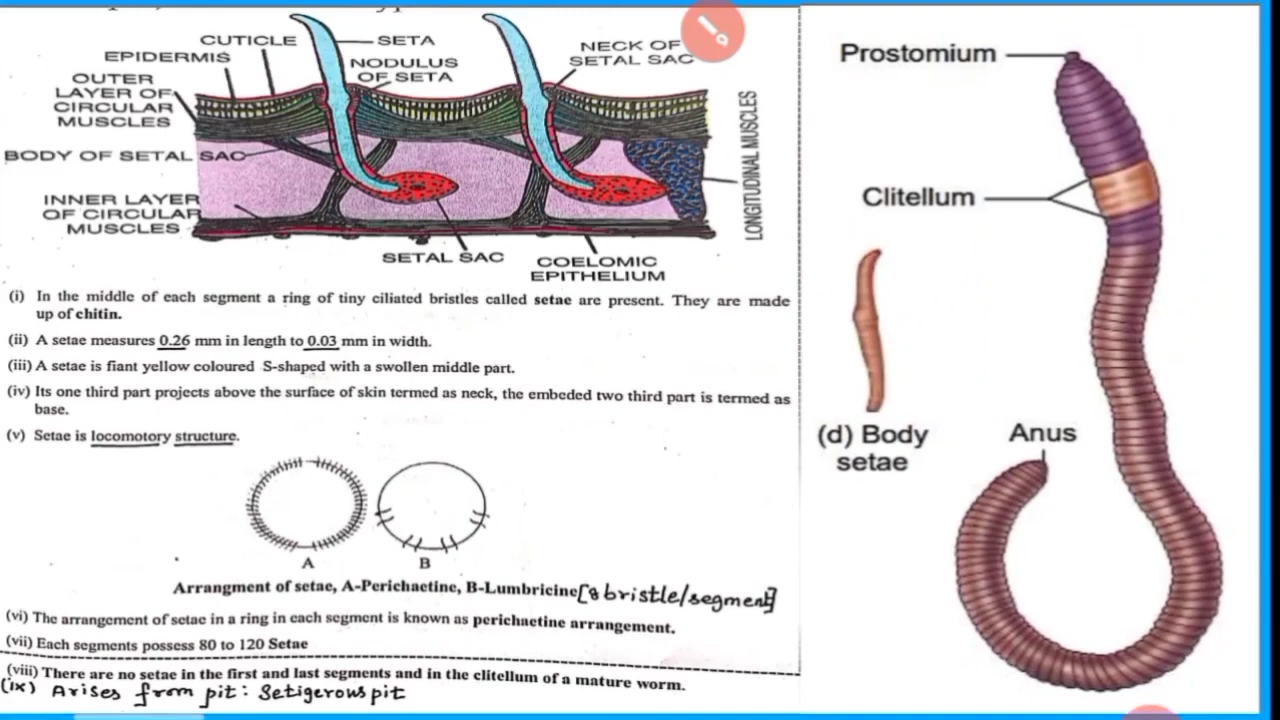 CUTICLE
SETA
EPIDERMIS
NODULUS
OF SETA
NECK OF
SETAL SAC
OUTER
LAYER OF
CIRCULAR
MUSCLES
BODY OF SETAL SAC
INNER LAYER
OF CIRCULAR
MUSCLES
LONGITUDINAL MUSCLES
SETAL SAC
COELOMIC
EPITHELIUM
(i) In the middle of each segment a ring of tiny ciliated bristles called setae are present. They are made
up of chitin.
(ii) A setae measures 0.26 mm in length to 0.03 mm in width.
(iii) A setae is fiant yellow coloured S-shaped with a swollen middle part.
(iv) Its one third part projects above the surface of skin termed as neck, the embeded two third part is termed as
base.
(v) Setae is locomotory structure.
A
B
Arrangment of setae, A-Perichaetine, B-Lumbricine [8 bristle/segment]
(vi) The arrangement of setae in a ring in each segment is known as perichaetine arrangement.
(vii) Each segments possess 80 to 120 Setae
(viii) There are no setae in the first and last segments and in the clitellum of a mature worm.
(ix) Arises from pit: Setigerous pit
Prostomium
Clitellum
(d) Body
setae
Anus